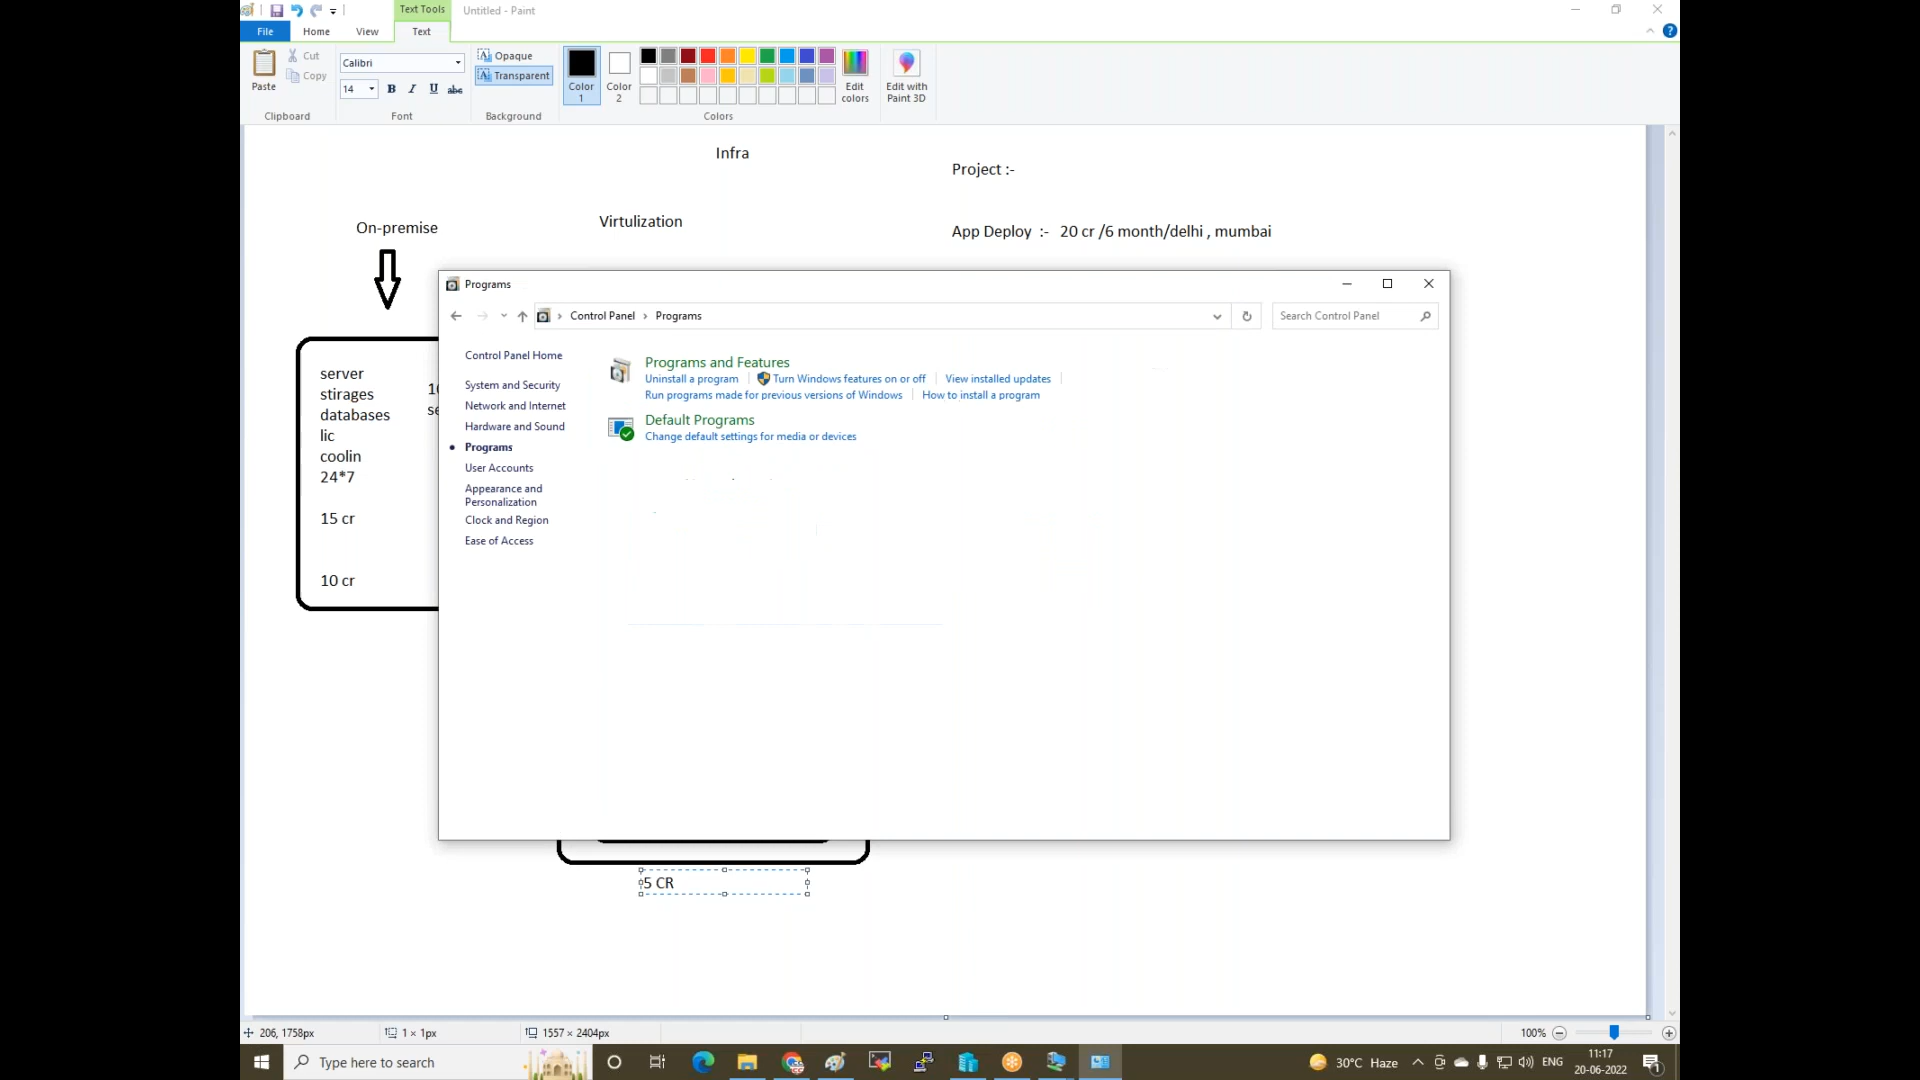 Text Tools
Untitled - Paint
File
Home
View
Text
Paste
Cut
Copy
Clipboard
Calibri
14
B I U abc
Font
Opaque
Transparent
Background
Color 1
Color 2
Edit colors
Colors
Edit with Paint 3D
Infra
Project :-
On-premise
Virtulization
App Deploy :- 20 cr /6 month/delhi , mumbai
server
stirages
databases
lic
coolin
24*7
15 cr
10 cr
Programs
Control Panel > Programs
Search Control Panel
Control Panel Home
System and Security
Network and Internet
Hardware and Sound
Programs
User Accounts
Appearance and
Personalization
Clock and Region
Ease of Access
Programs and Features
Uninstall a program
Turn Windows features on or off
View installed updates
Run programs made for previous versions of Windows
How to install a program
Default Programs
Change default settings for media or devices
5 CR
206, 1758px
1 × 1px
1557 × 2404px
100%
Type here to search
30°C Haze
ENG
11:17
20-06-2022
1